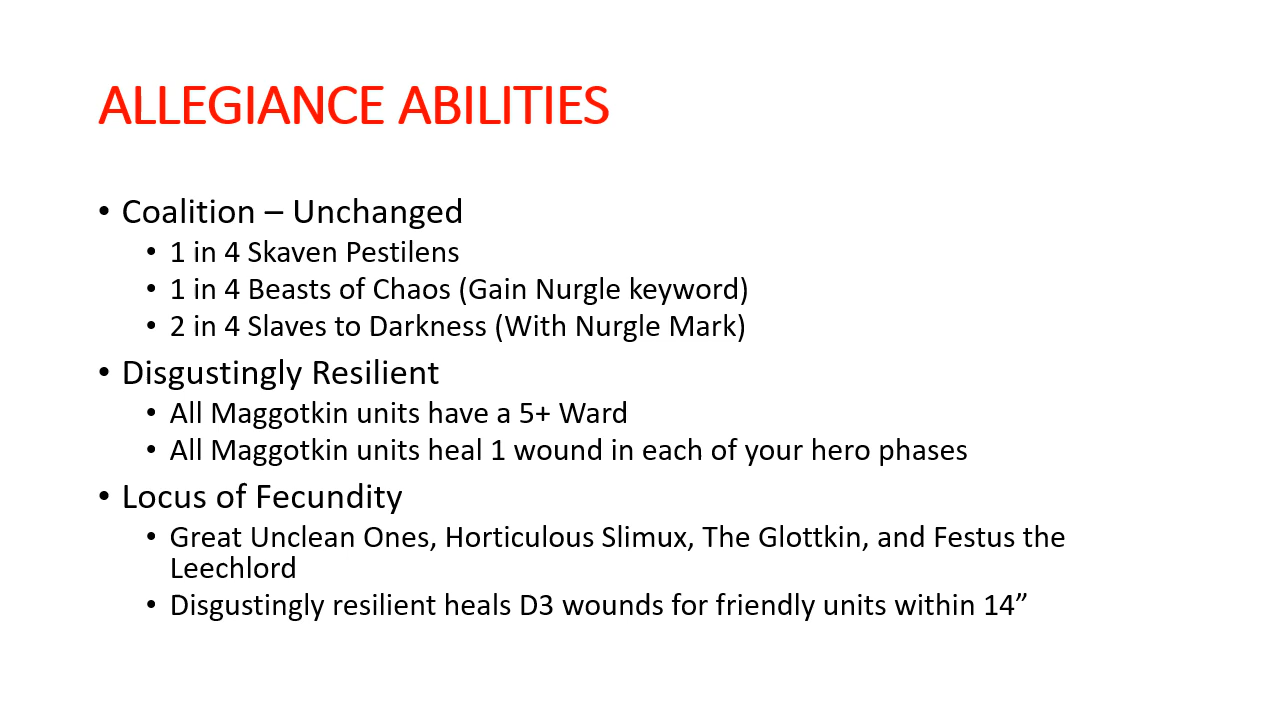 ALLEGIANCE ABILITIES
• Coalition – Unchanged
• 1 in 4 Skaven Pestilens
• 1 in 4 Beasts of Chaos (Gain Nurgle keyword)
• 2 in 4 Slaves to Darkness (With Nurgle Mark)
• Disgustingly Resilient
• All Maggotkin units have a 5+ Ward
• All Maggotkin units heal 1 wound in each of your hero phases
• Locus of Fecundity
• Great Unclean Ones, Horticulous Slimux, The Glottkin, and Festus the
Leechlord
• Disgustingly resilient heals D3 wounds for friendly units within 14”